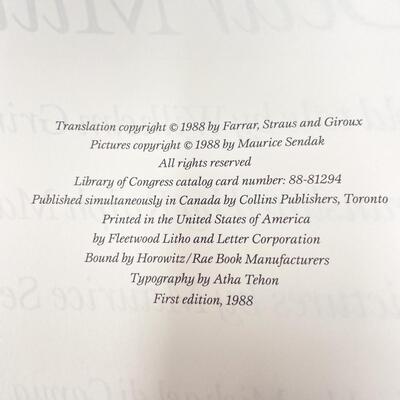 Translation copyright © 1988 by Farrar, Straus and Giroux
Pictures copyright © 1988 by Maurice Sendak
All rights reserved
Library of Congress catalog card number: 88-81294
Published simultaneously in Canada by Collins Publishers, Toronto
Printed in the United States of America
by Fleetwood Litho and Letter Corporation
Bound by Horowitz/Rae Book Manufacturers
Typography by Atha Tehon
First edition, 1988